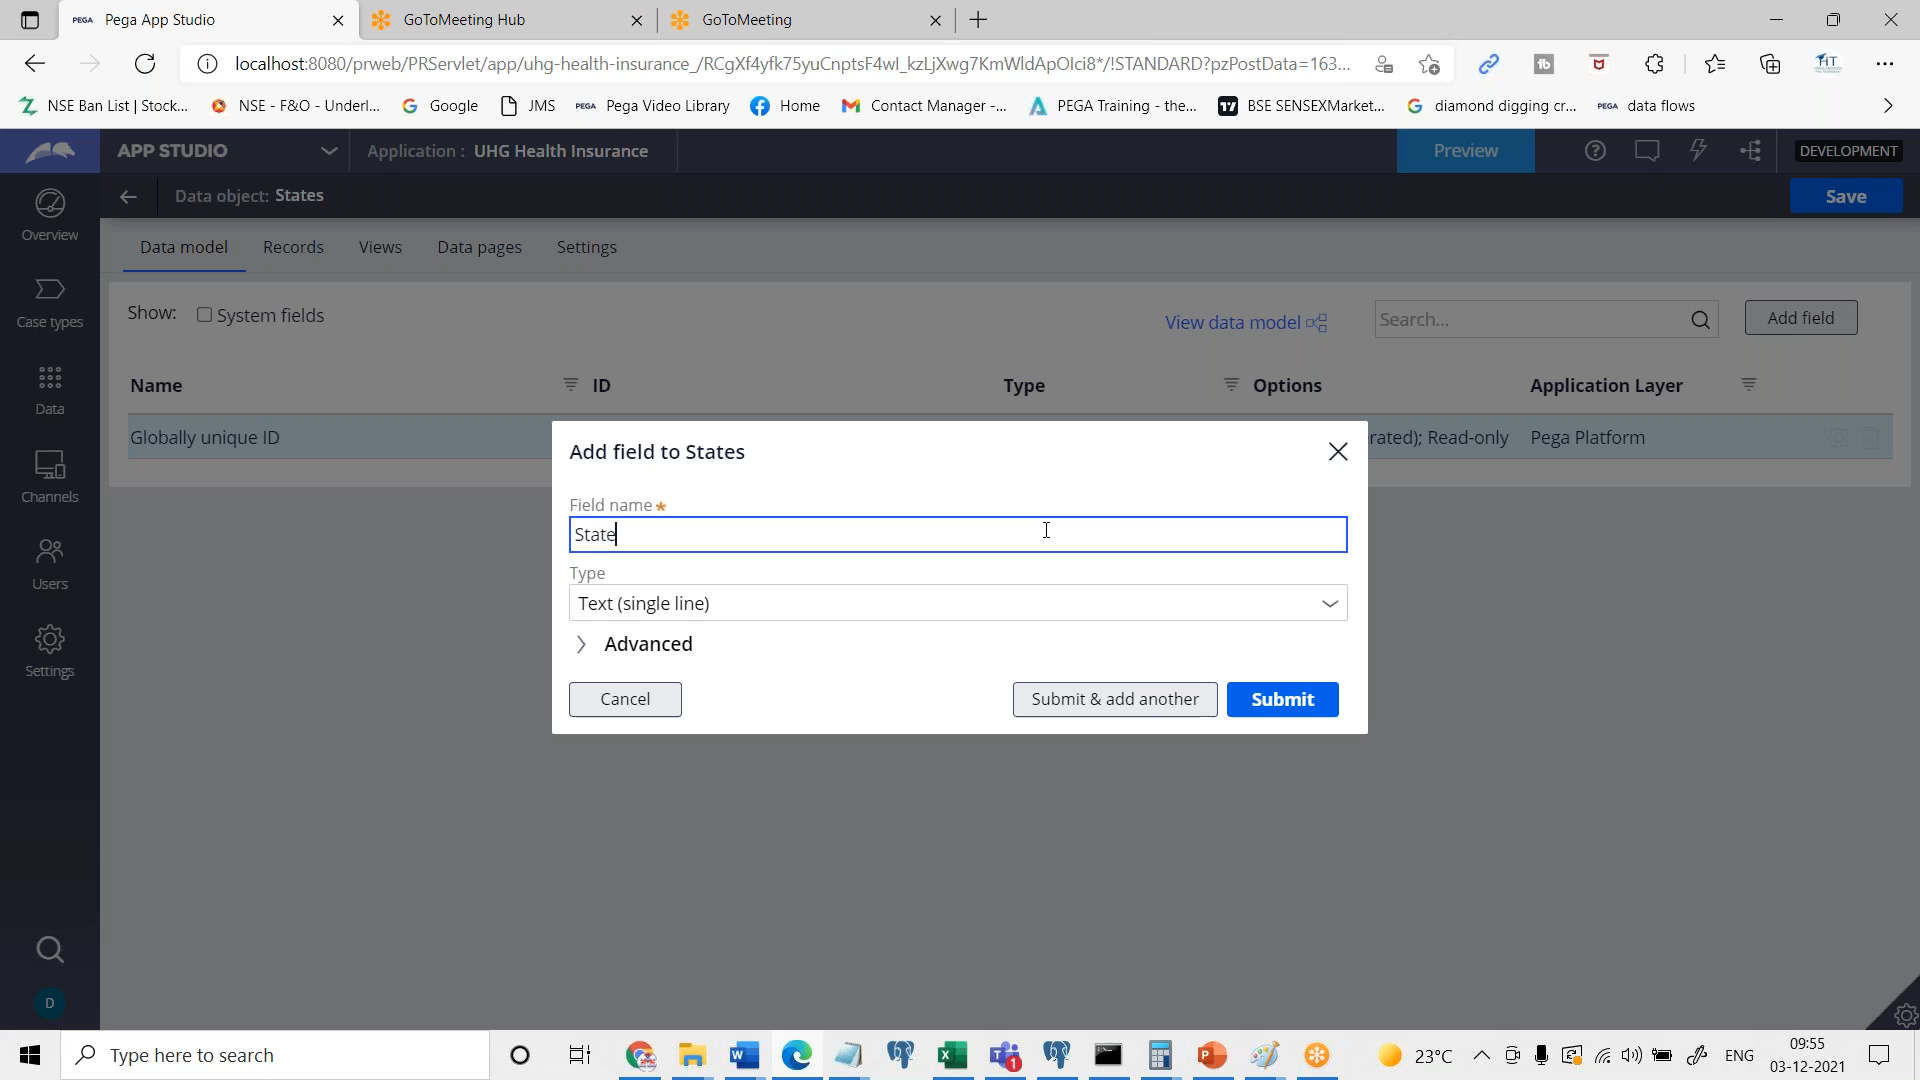 PEGA Pega App Studio
GoToMeeting Hub
GoToMeeting
localhost:8080/prweb/PRServlet/app/uhg-health-insurance_/RCgXf4yfk75yuCnptsF4wl_kzLjXwg7KmWldApOIci8*/!STANDARD?pzPostData=163...
NSE Ban List | Stock...
NSE - F&O - Underl...
Google
JMS
PEGA Pega Video Library
Home
Contact Manager -...
PEGA Training - the...
BSE SENSEXMarket...
diamond digging cr...
PEGA data flows
APP STUDIO
Application : UHG Health Insurance
Preview
DEVELOPMENT
Data object: States
Save
Overview
Case types
Data
Channels
Users
Settings
D
Data model
Records
Views
Data pages
Settings
Show:
System fields
View data model
Search...
Add field
Name
ID
Type
Options
Application Layer
Globally unique ID
rated); Read-only
Pega Platform
Add field to States
Field name
State
Type
Text (single line)
Advanced
Cancel
Submit & add another
Submit
Type here to search
23°C
ENG
09:55
03-12-2021